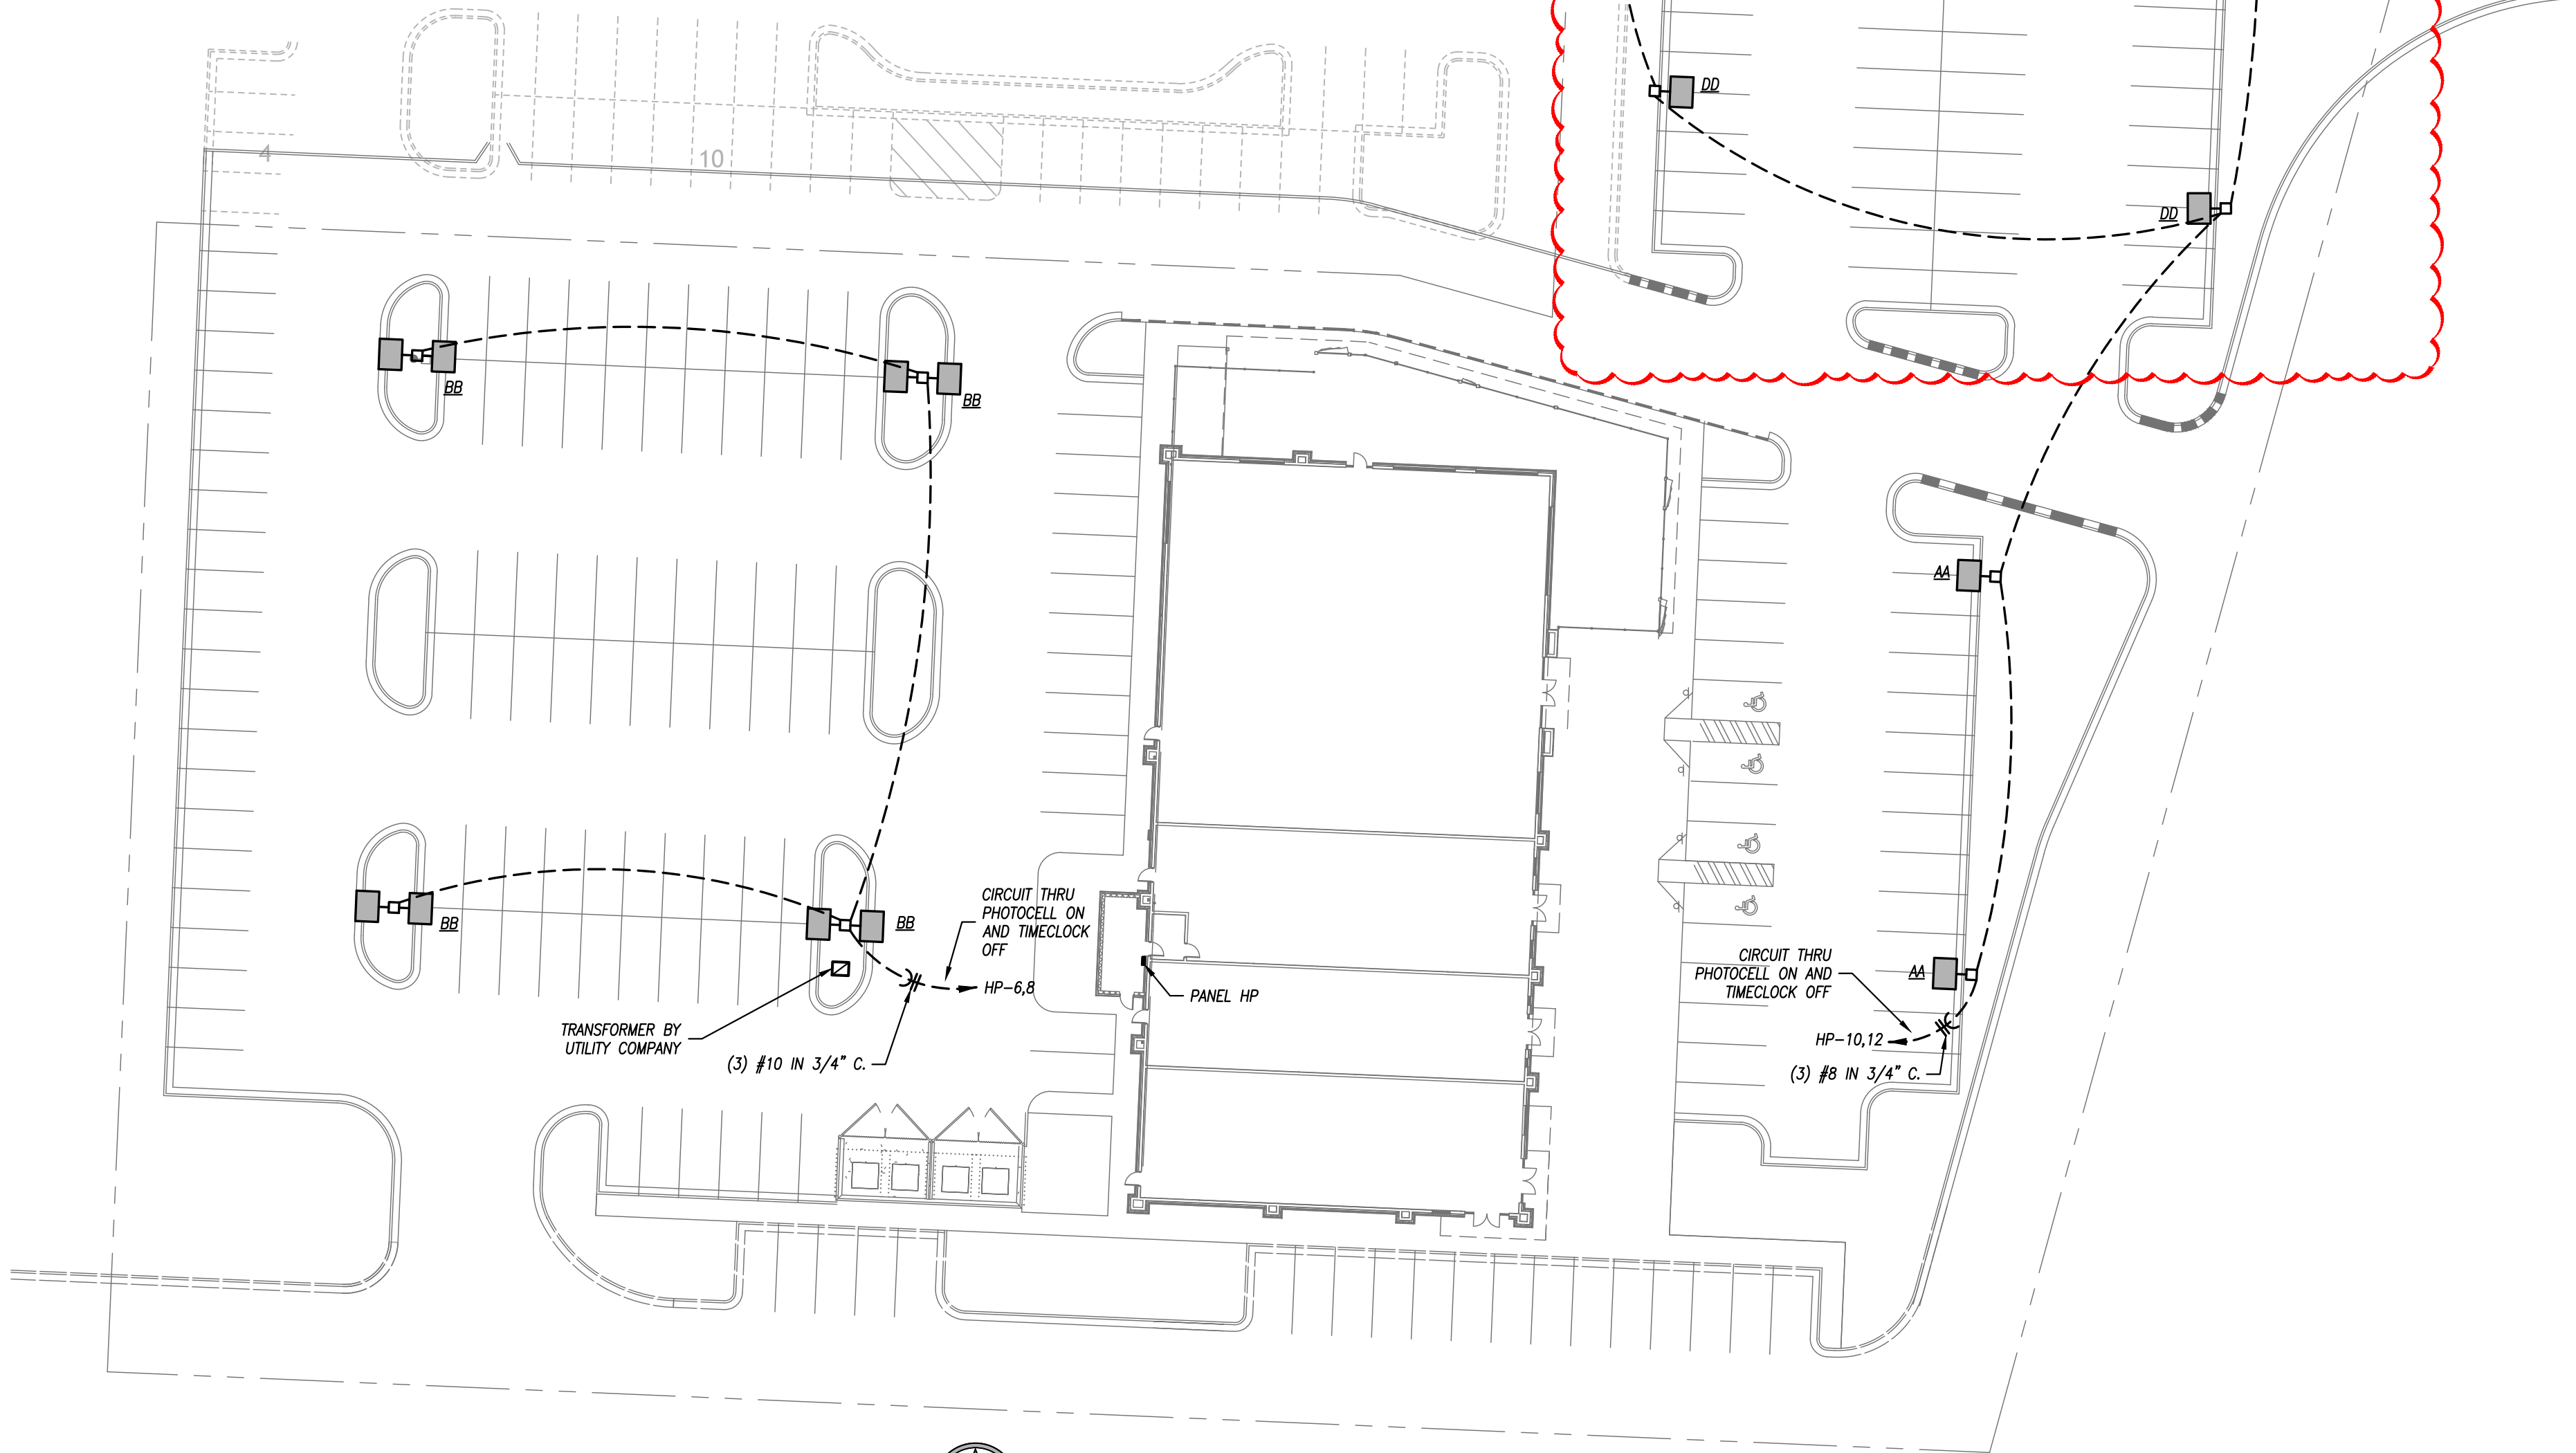 DD
4
10
DD
BB
BB
AA
BB
BB
CIRCUIT THRU
PHOTOCELL ON
AND TIMECLOCK
OFF
HP-6,8
PANEL HP
TRANSFORMER BY
UTILITY COMPANY
(3) #10 IN 3/4" C.
CIRCUIT THRU
PHOTOCELL ON AND
TIMECLOCK OFF
AA
HP-10,12
(3) #8 IN 3/4" C.